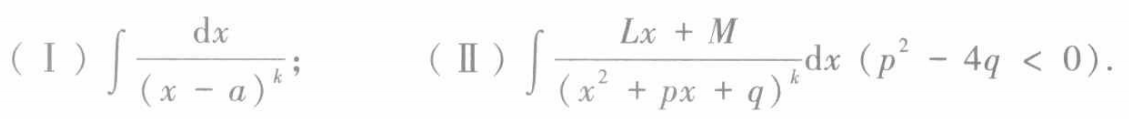 ( Ⅰ ) ∫ dx/(x - a)^k;   ( Ⅱ ) ∫ (Lx + M)/(x² + px + q)^k dx (p² - 4q < 0).